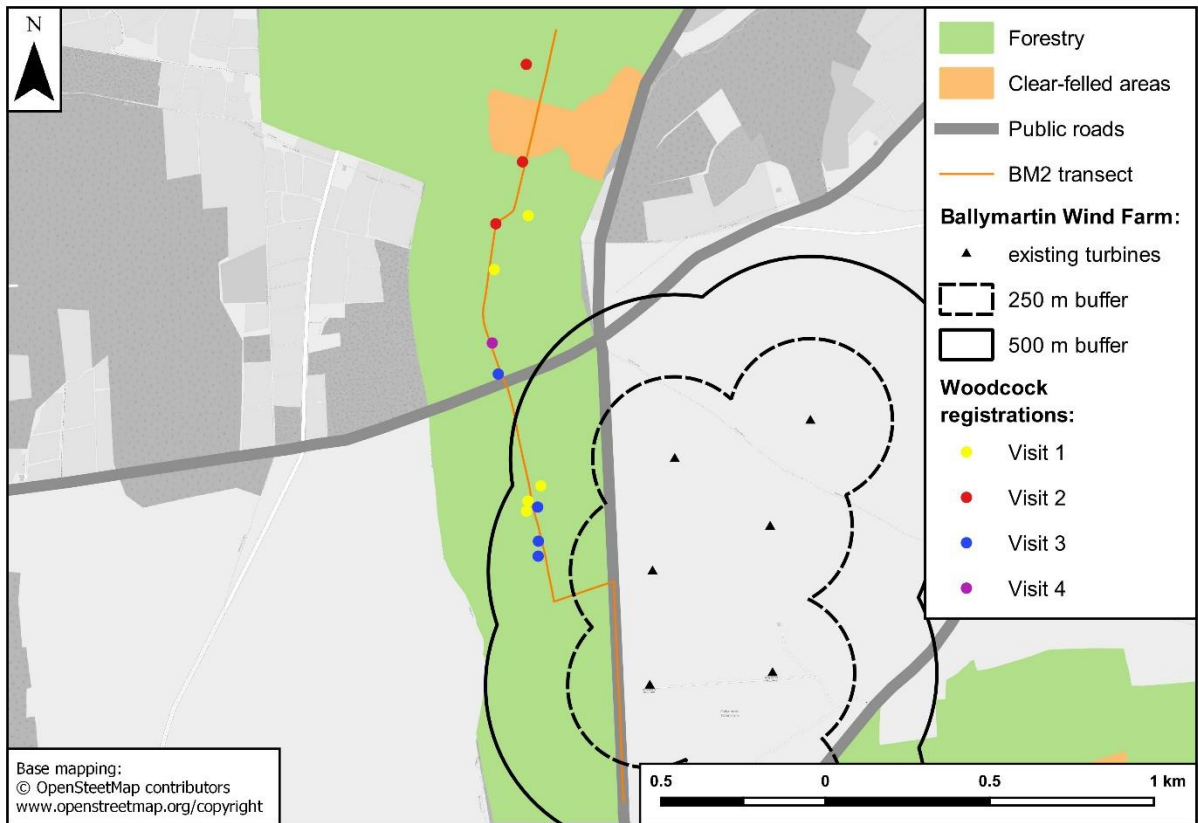 N
Forestry
Clear-felled areas
Public roads
BM2 transect
Ballymartin Wind Farm:
existing turbines
250 m buffer
500 m buffer
Woodcock
registrations:
Visit 1
Visit 2
Visit 3
Visit 4
Base mapping:
© OpenSteetMap contributors
www.openstreetmap.org/copyright
0.5 0 0.5 1 km